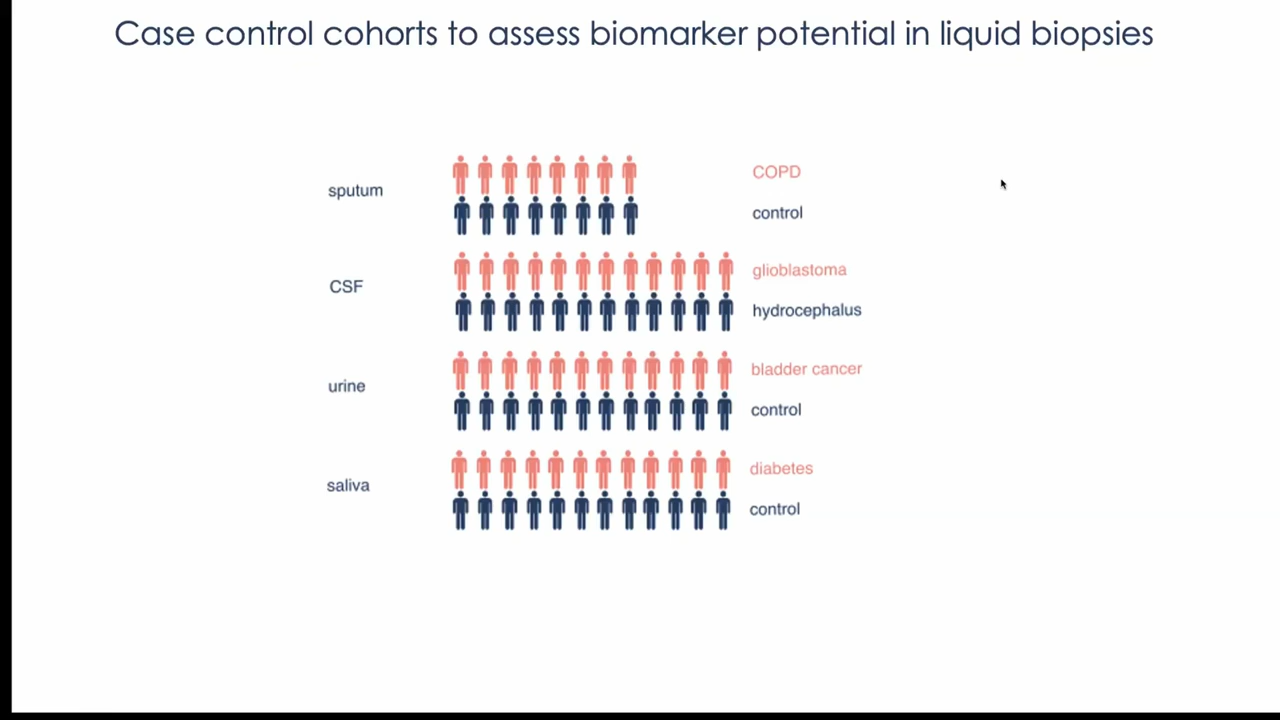 Case control cohorts to assess biomarker potential in liquid biopsies
sputum
COPD
control
CSF
glioblastoma
hydrocephalus
urine
bladder cancer
control
saliva
diabetes
control